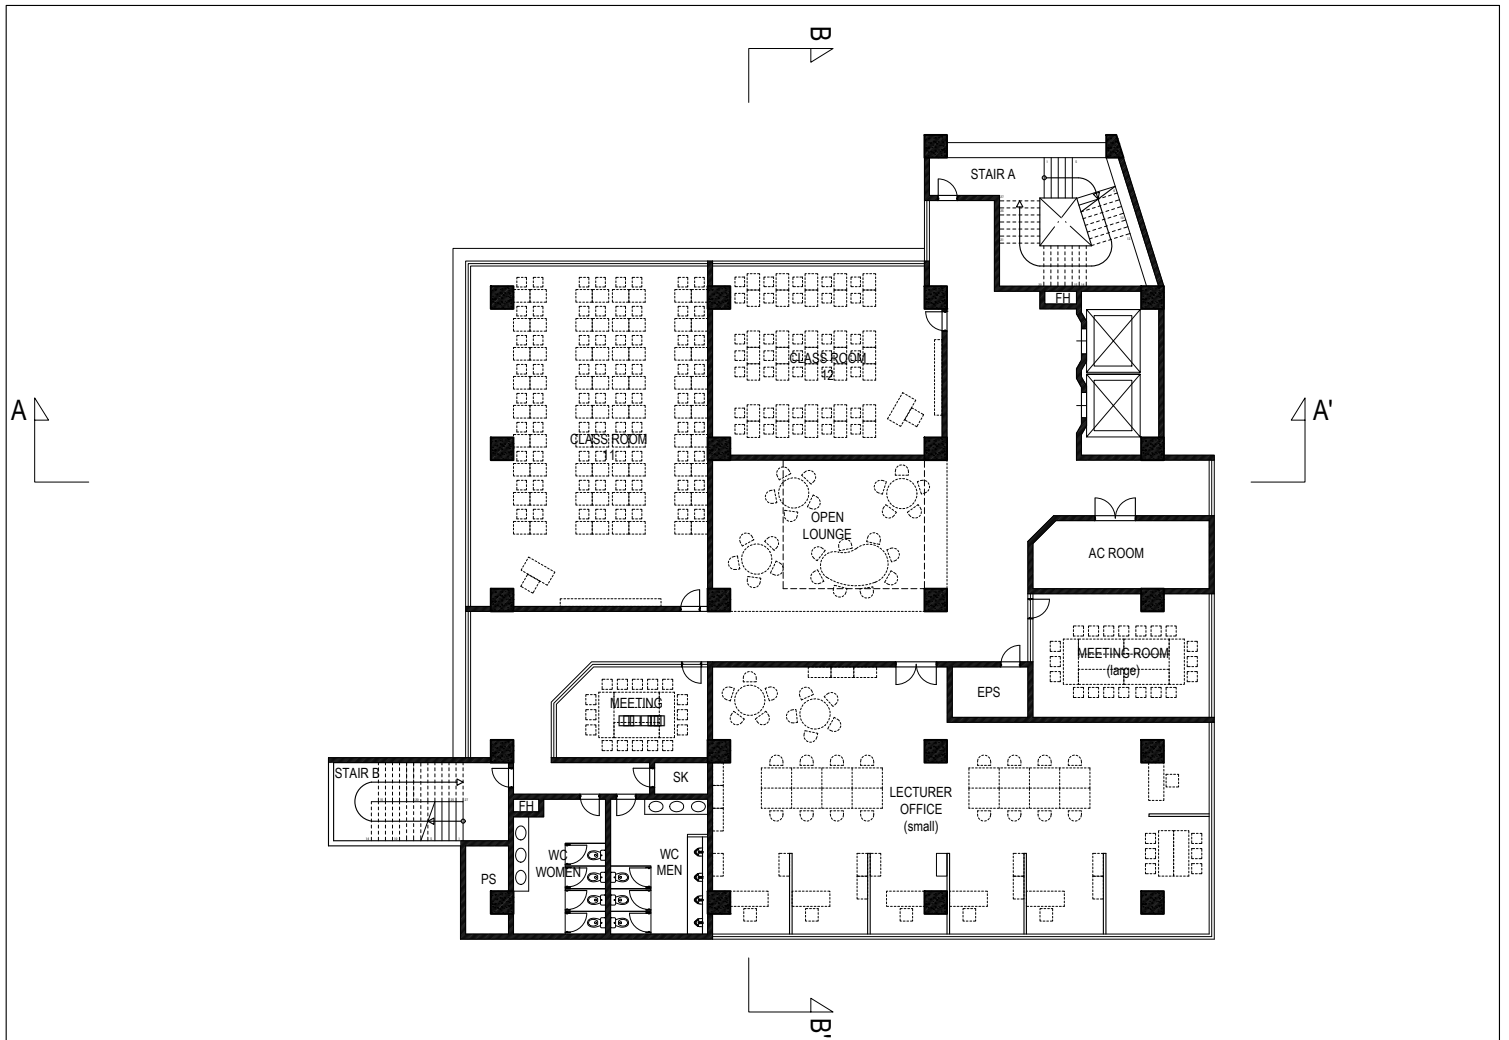 B
STAIR A
FH
CLASS ROOM
12
A
A'
CLASS ROOM
11
OPEN
LOUNGE
AC ROOM
MEETING ROOM
(large)
EPS
MEETING
STAIR B
SK
LECTURER
OFFICE
(small)
FH
WC
WOMEN
WC
MEN
PS
B'